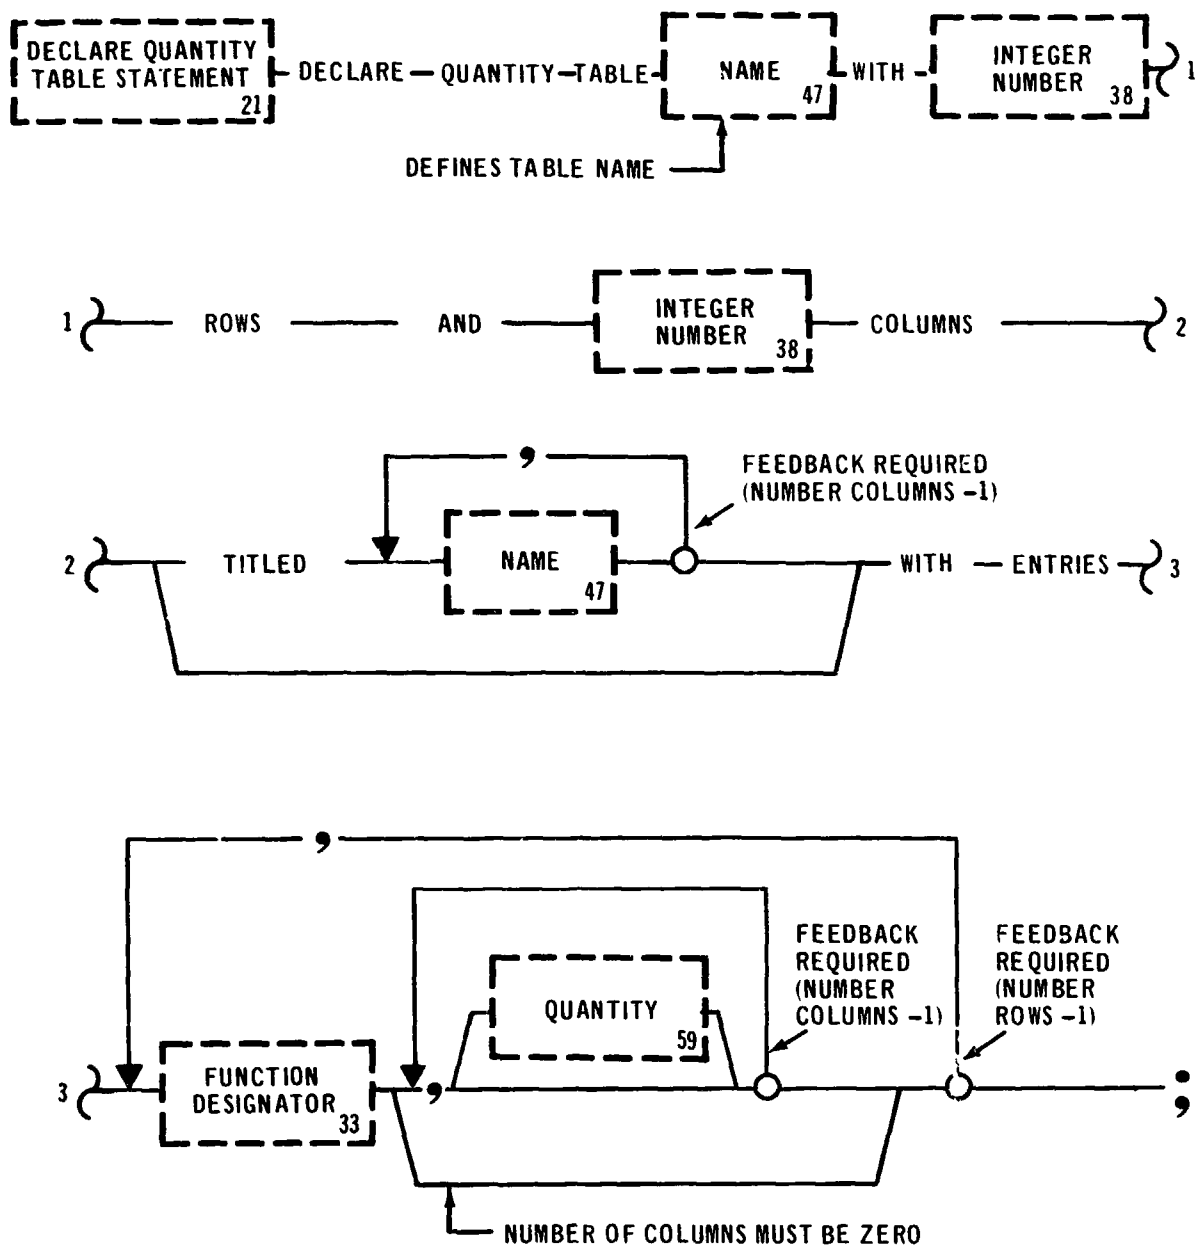 DECLARE QUANTITY
TABLE STATEMENT
21
DECLARE QUANTITY TABLE
NAME
47
WITH
INTEGER
NUMBER
38
1
DEFINES TABLE NAME
1
ROWS AND
INTEGER
NUMBER
38
COLUMNS
2
,
FEEDBACK REQUIRED
(NUMBER COLUMNS -1)
2
TITLED
NAME
47
WITH ENTRIES
3
,
FEEDBACK
REQUIRED
(NUMBER
COLUMNS -1)
FEEDBACK
REQUIRED
(NUMBER
ROWS -1)
QUANTITY
59
3
FUNCTION
DESIGNATOR
33
,
;
NUMBER OF COLUMNS MUST BE ZERO